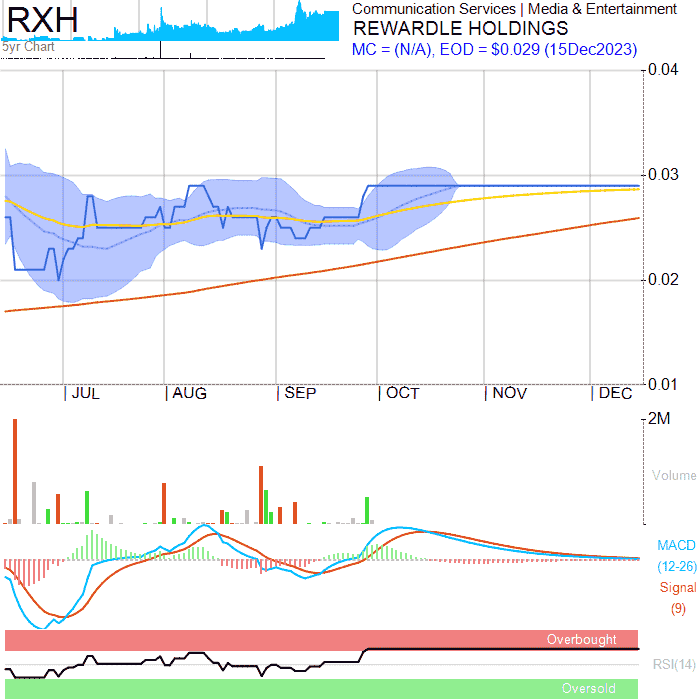 RXH
5yr Chart
Communication Services | Media & Entertainment
REWARDLE HOLDINGS
MC = (N/A), EOD = $0.029 (15Dec2023)
0.04
0.03
0.02
0.01
JUL
AUG
SEP
OCT
NOV
DEC
2M
Volume
MACD
(12-26)
Signal
(9)
Overbought
RSI(14)
Oversold